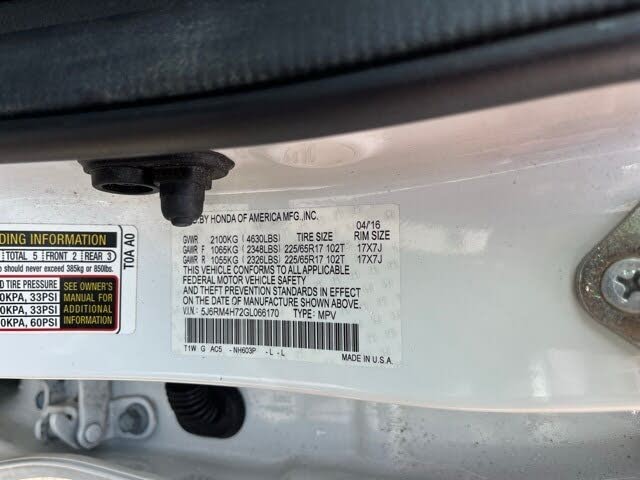 DING INFORMATION
TOTAL 5 FRONT 2 REAR 3
should never exceed 385kg or 850lbs.
TIRE PRESSURE
0KPA, 33PSI
0KPA, 33PSI
0KPA, 60PSI
SEE OWNER'S
MANUAL FOR
ADDITIONAL
INFORMATION
T0A A0
BY HONDA OF AMERICA MFG., INC. 04/16
GVWR 2100KG (4630LBS) TIRE SIZE RIM SIZE
GAWR F 1065KG (2348LBS) 225/65R17 102T 17X7J
GAWR R 1055KG (2326LBS) 225/65R17 102T 17X7J
THIS VEHICLE CONFORMS TO ALL APPLICABLE
FEDERAL MOTOR VEHICLE SAFETY
AND THEFT PREVENTION STANDARDS IN EFFECT
ON THE DATE OF MANUFACTURE SHOWN ABOVE.
V.I.N.: 5J6RM4H72GL066170 TYPE: MPV
T1W G AC5 -NH603P -L -L
MADE IN U.S.A.